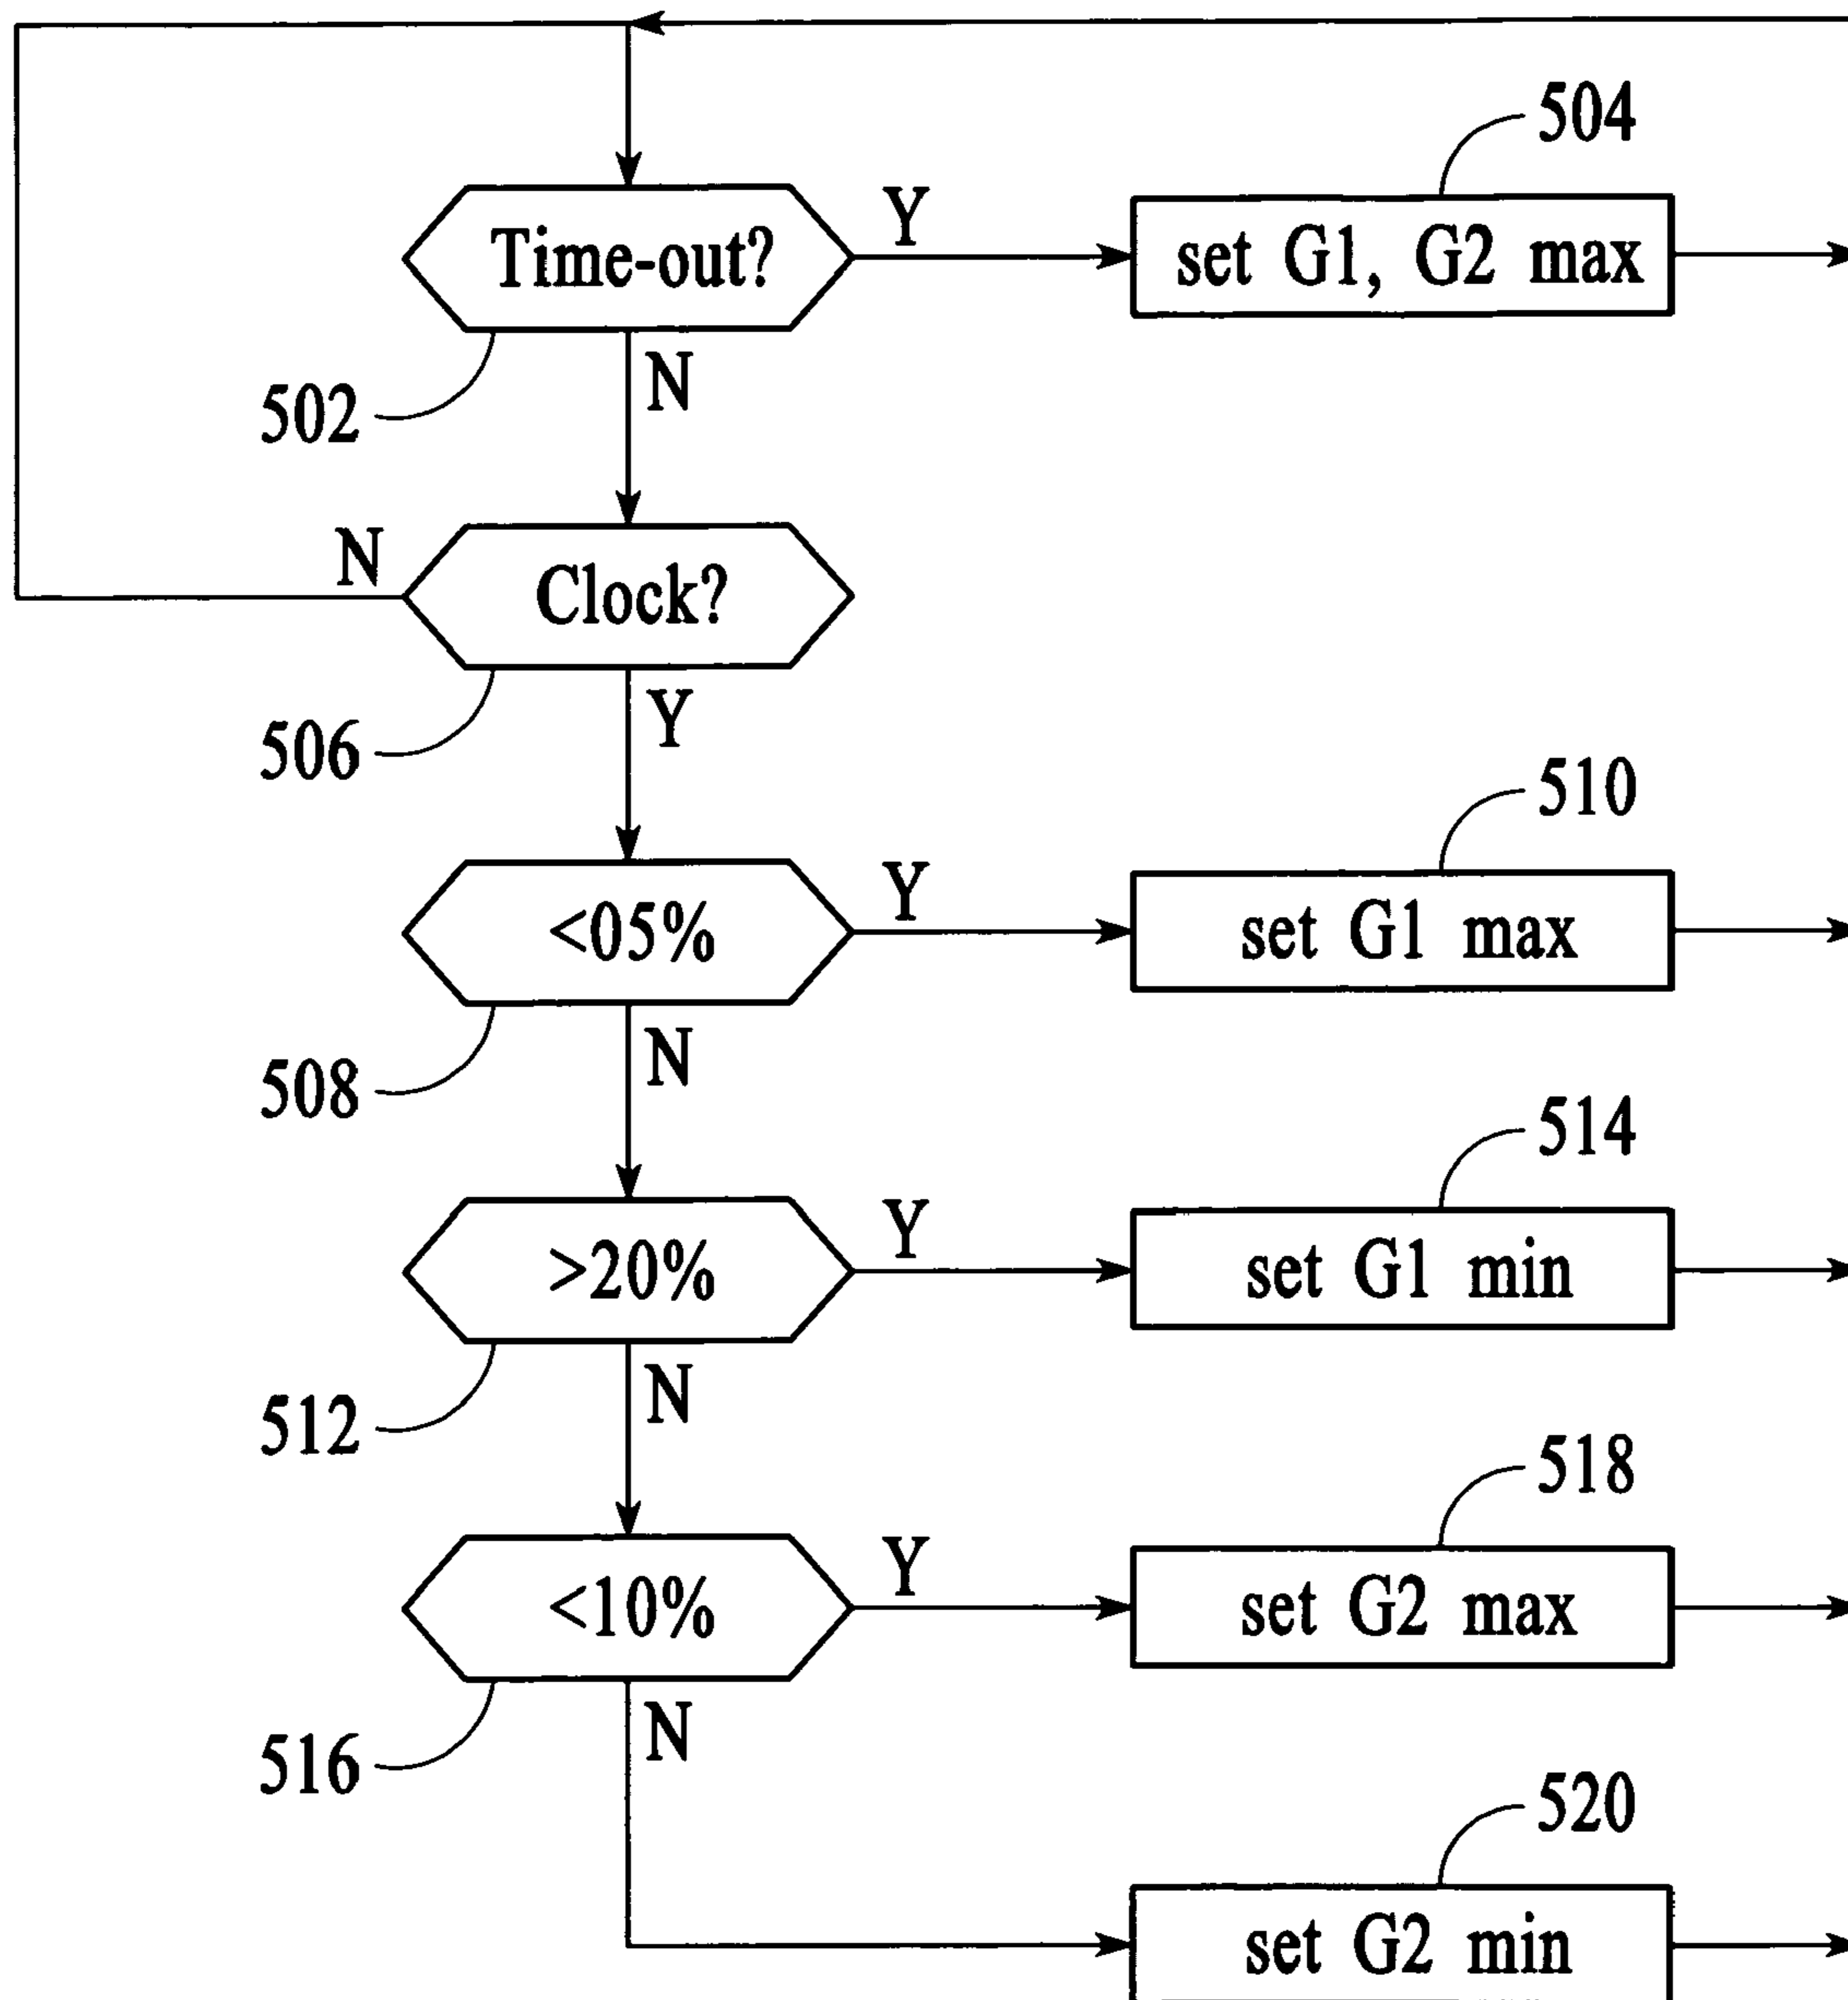 504
Time-out?
Y
set G1, G2 max
502
N
N
Clock?
506
Y
510
<05%
Y
set G1 max
508
N
514
>20%
Y
set G1 min
512
N
518
<10%
Y
set G2 max
516
N
520
set G2 min